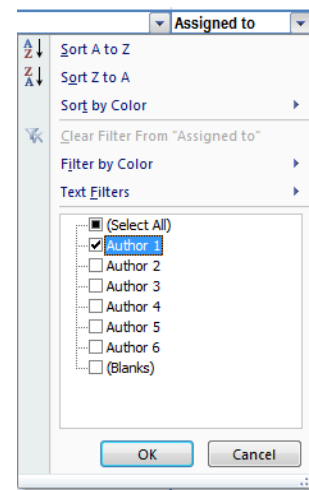 Assigned to
A Z Sort A to Z
Z A Sort Z to A
Sort by Color
Clear Filter From "Assigned to"
Filter by Color
Text Filters
(Select All)
Author 1
Author 2
Author 3
Author 4
Author 5
Author 6
(Blanks)
OK Cancel